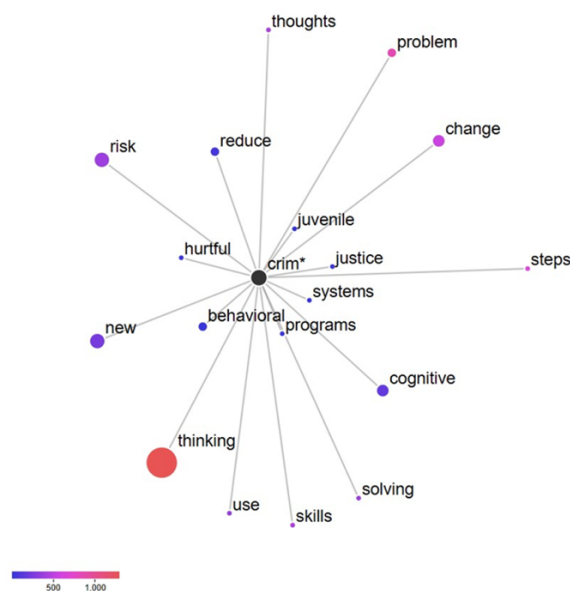 thoughts
problem
change
risk
reduce
juvenile
hurtful
crim*
justice
steps
systems
behavioral
programs
new
cognitive
thinking
solving
use
skills
500
1.000